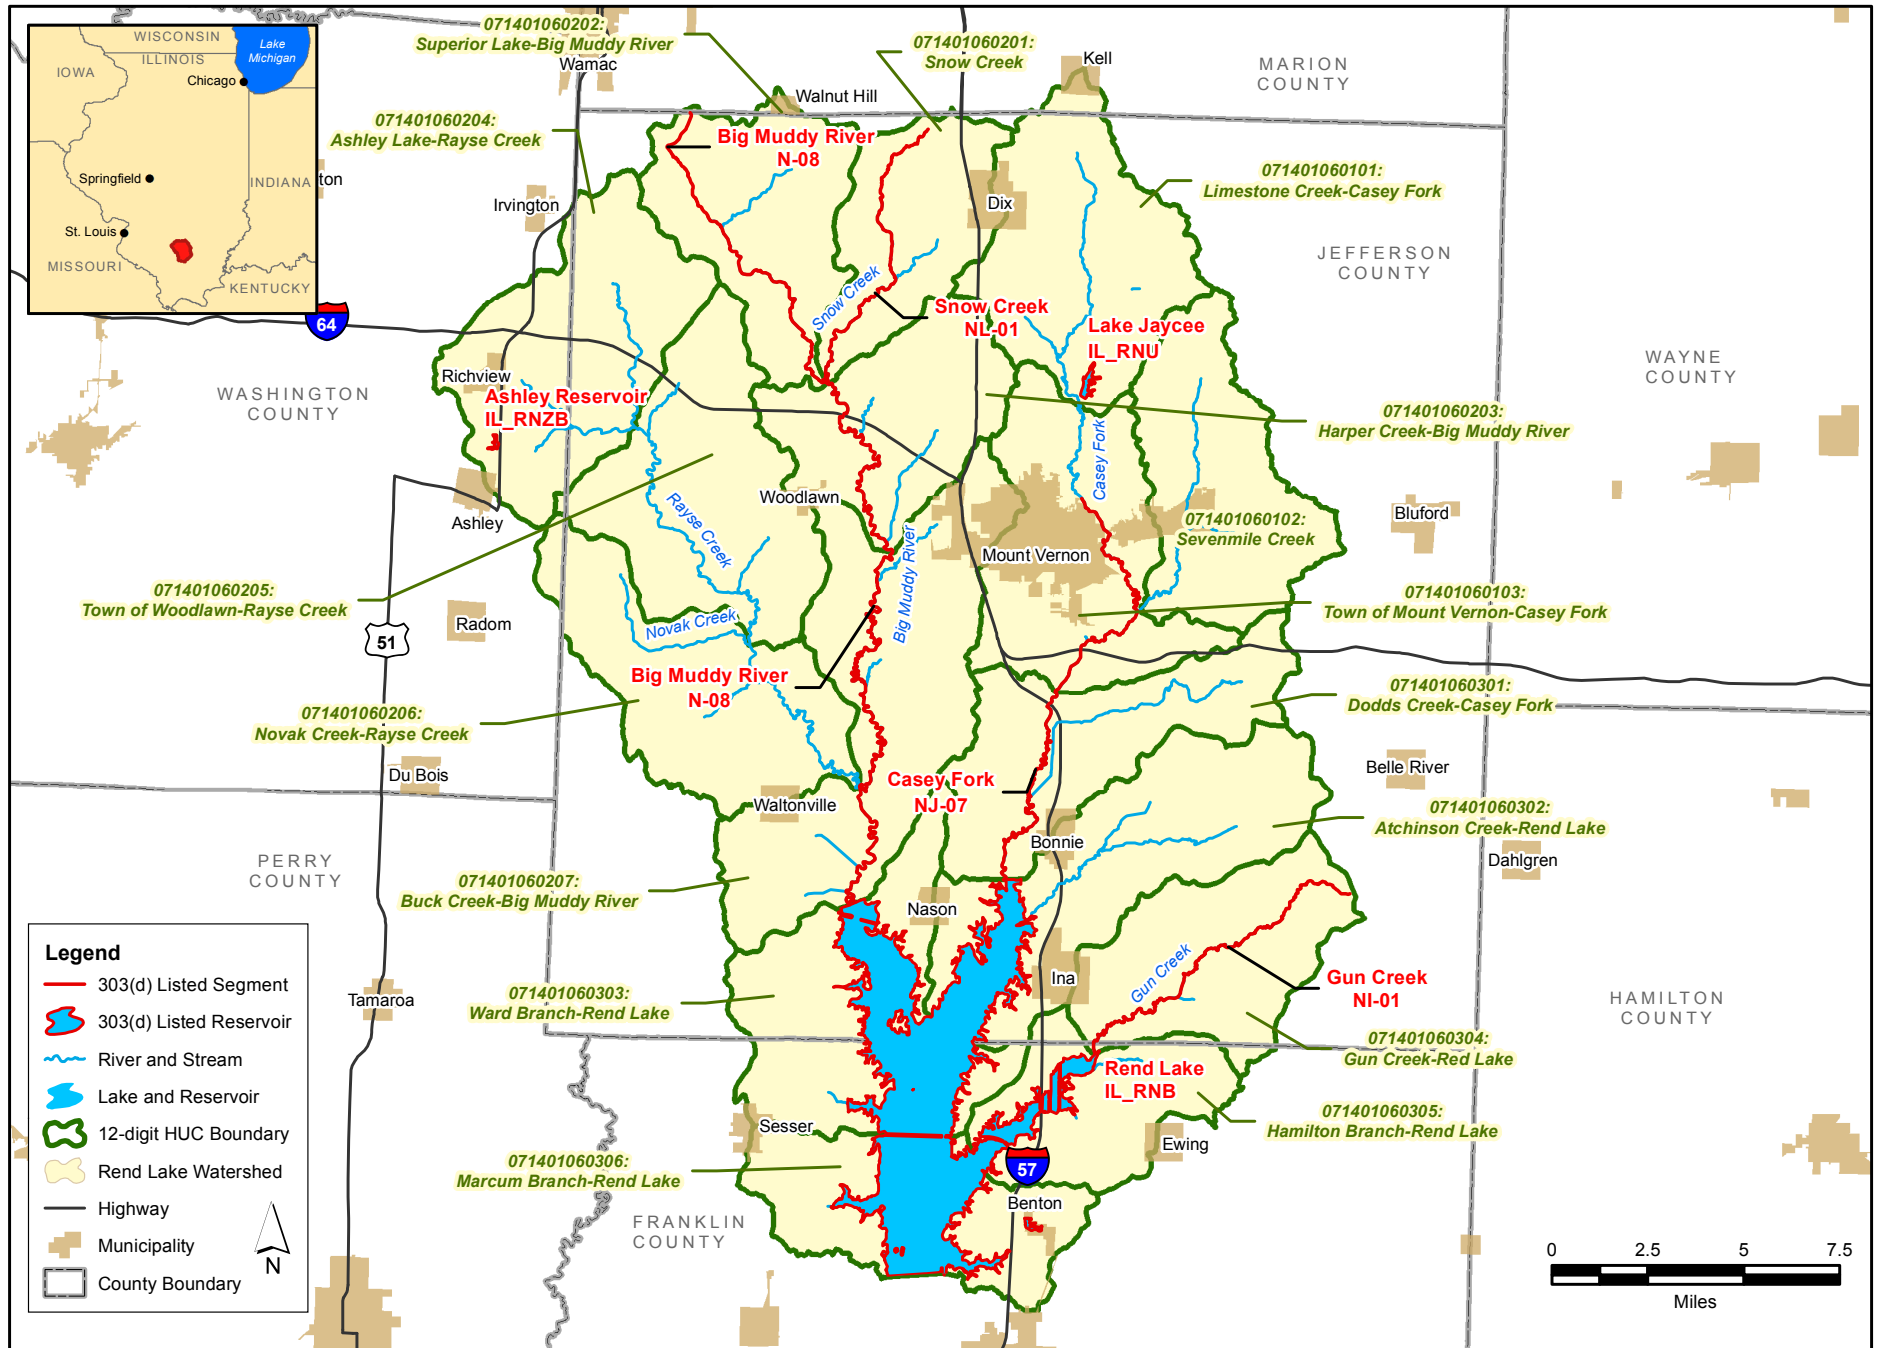 WISCONSIN
ILLINOIS
Lake
Michigan
IOWA
Chicago
Springfield
INDIANA
St. Louis
MISSOURI
KENTUCKY
ton
071401060202:
Superior Lake-Big Muddy River
Wamac
071401060201:
Snow Creek
Kell
MARION
COUNTY
Walnut Hill
071401060204:
Ashley Lake-Rayse Creek
Big Muddy River
N-08
071401060101:
Limestone Creek-Casey Fork
Irvington
Dix
JEFFERSON
COUNTY
Snow Creek
Snow Creek
NL-01
Lake Jaycee
IL_RNU
64
WAYNE
COUNTY
Richview
WASHINGTON
COUNTY
Ashley Reservoir
IL_RNZB
071401060203:
Harper Creek-Big Muddy River
Casey Fork
Woodlawn
Rayse Creek
Ashley
Bluford
071401060102:
Sevenmile Creek
Mount Vernon
Big Muddy River
071401060205:
Town of Woodlawn-Rayse Creek
071401060103:
Town of Mount Vernon-Casey Fork
Radom
Novak Creek
51
Big Muddy River
N-08
071401060301:
Dodds Creek-Casey Fork
071401060206:
Novak Creek-Rayse Creek
Du Bois
Belle River
Casey Fork
NJ-07
Waltonville
071401060302:
Atchinson Creek-Rend Lake
Bonnie
Dahlgren
PERRY
COUNTY
071401060207:
Buck Creek-Big Muddy River
Nason
Gun Creek
Ina
Gun Creek
NI-01
Tamaroa
071401060303:
Ward Branch-Rend Lake
HAMILTON
COUNTY
071401060304:
Gun Creek-Red Lake
Rend Lake
IL_RNB
071401060305:
Hamilton Branch-Rend Lake
Sesser
Ewing
071401060306:
Marcum Branch-Rend Lake
57
Benton
FRANKLIN
COUNTY
Legend
303(d) Listed Segment
303(d) Listed Reservoir
River and Stream
Lake and Reservoir
12-digit HUC Boundary
Rend Lake Watershed
Highway
Municipality
County Boundary
N
0 2.5 5 7.5
Miles